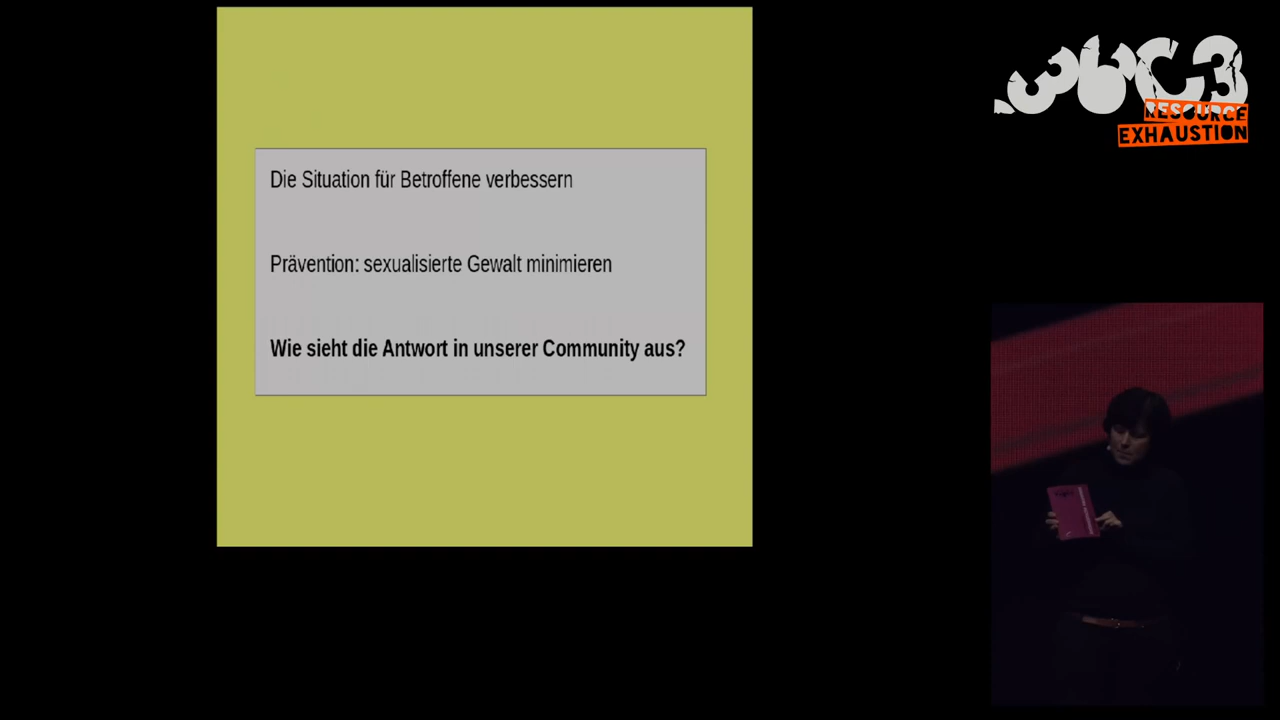 Die Situation für Betroffene verbessern
Prävention: sexualisierte Gewalt minimieren
Wie sieht die Antwort in unserer Community aus?
36C3
RESOURCE
EXHAUSTION